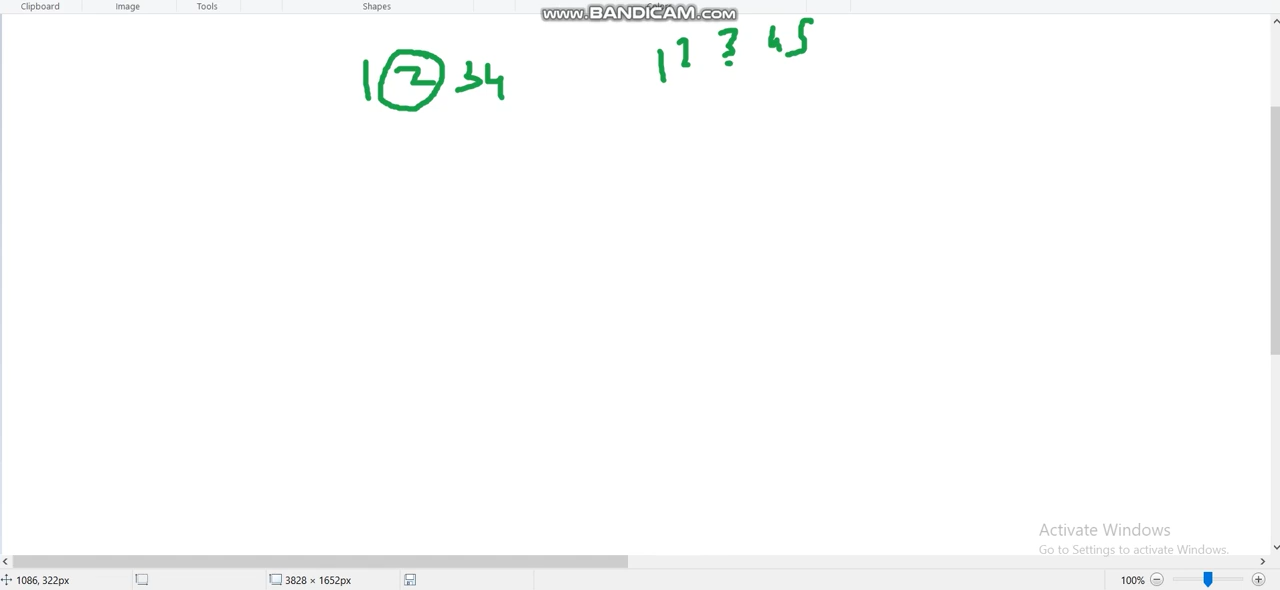 Clipboard Image Tools Shapes Colors
www.BANDICAM.com
1 2 3 4
1 2 3 4 5
Activate Windows
Go to Settings to activate Windows.
1086, 322px 3828 × 1652px 100%